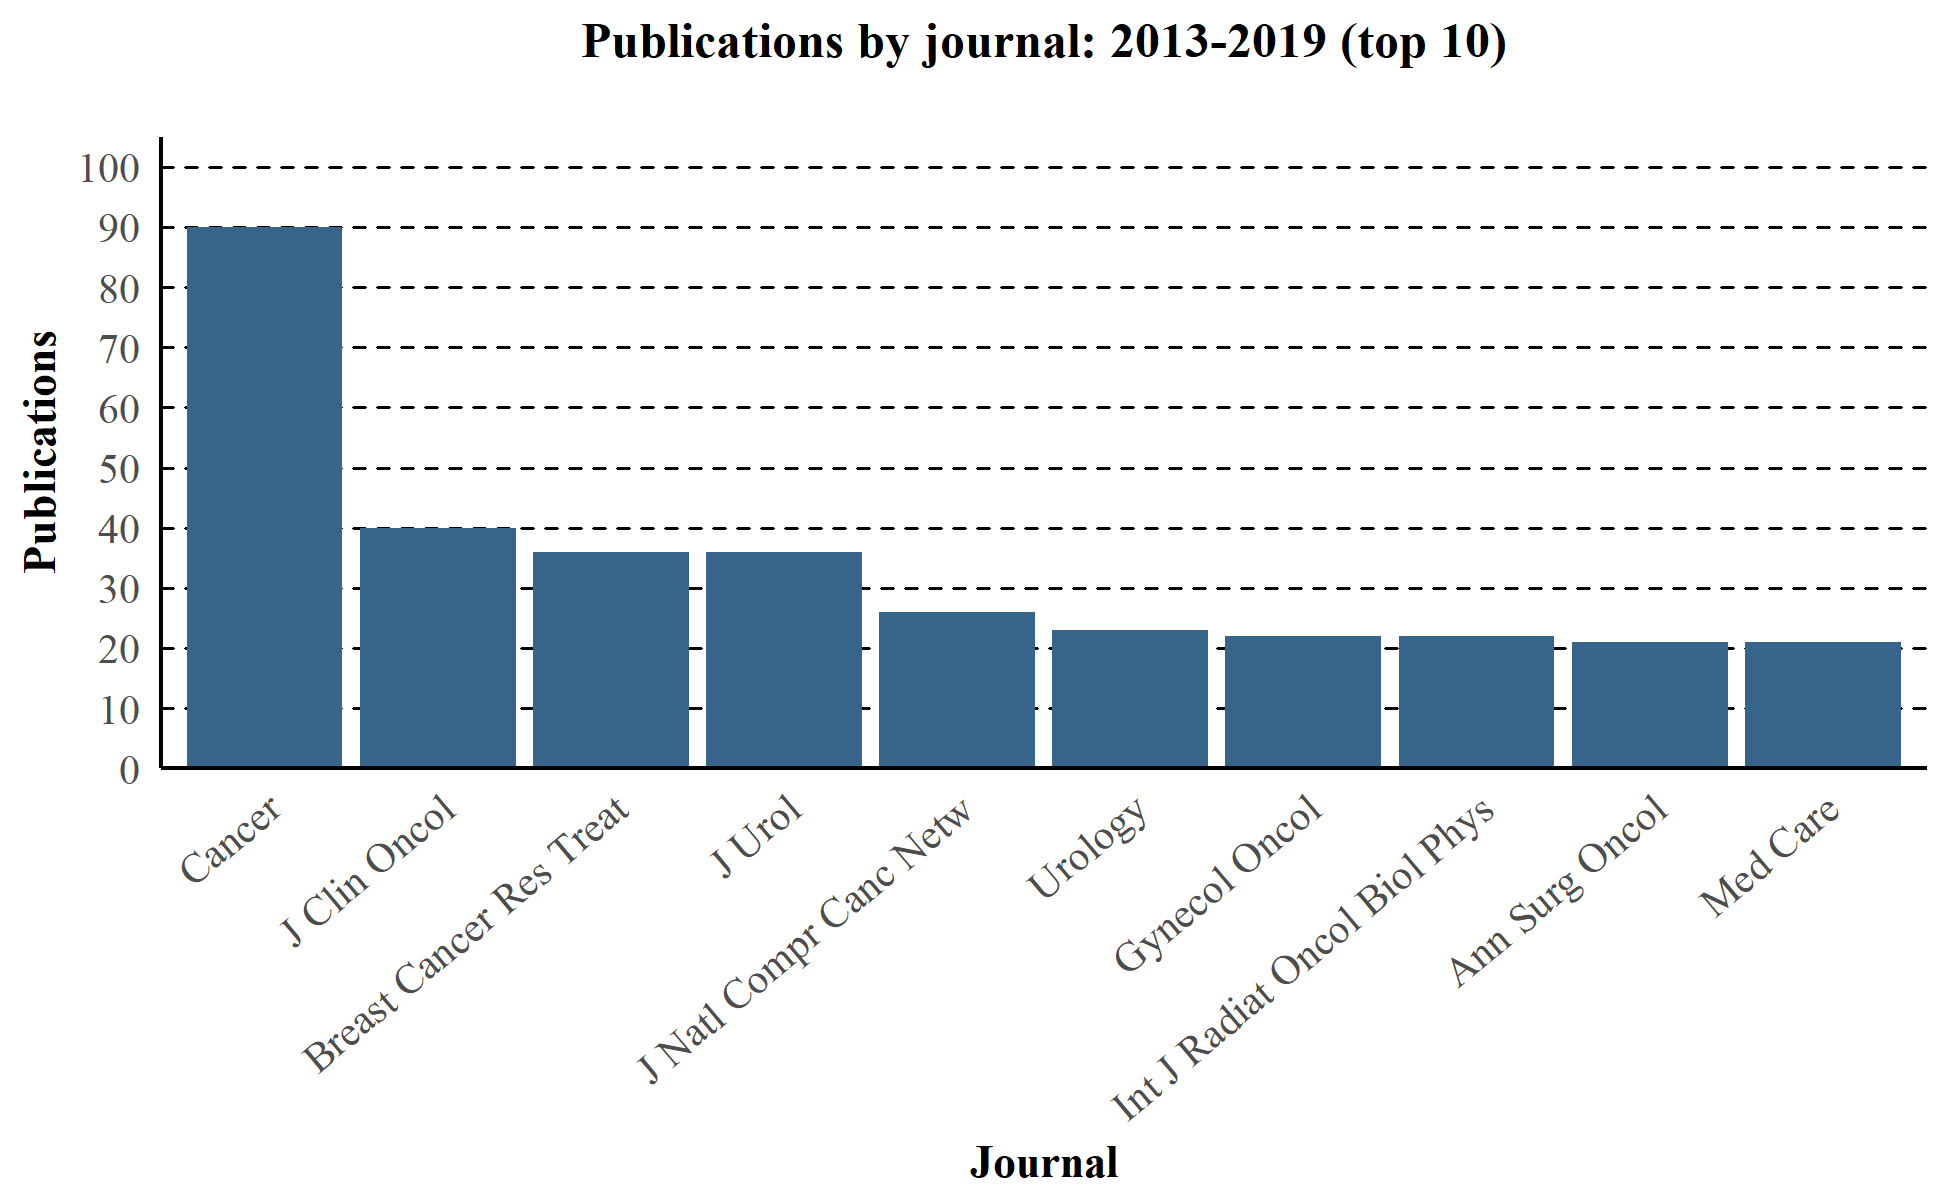 Publications by journal: 2013-2019 (top 10)
Publications
100
90
80
70
60
50
40
30
20
10
0
Cancer
J Clin Oncol
Breast Cancer Res Treat
J Urol
J Natl Compr Canc Netw
Urology
Gynecol Oncol
Int J Radiat Oncol Biol Phys
Ann Surg Oncol
Med Care
Journal